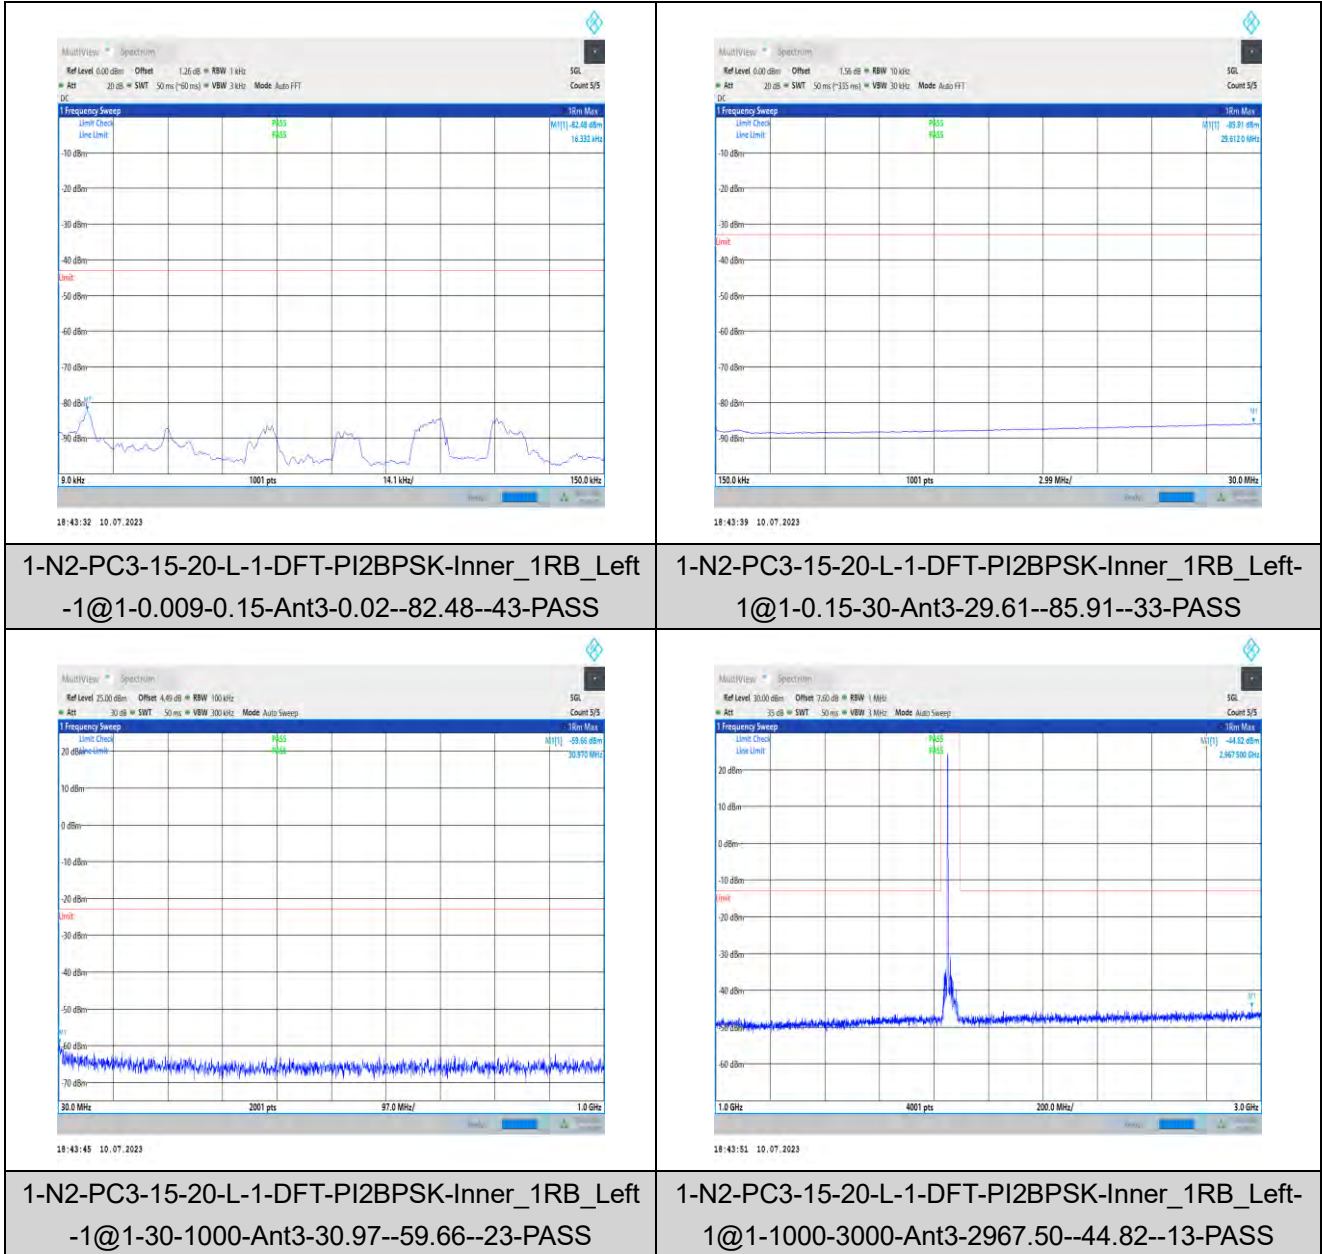 MultiView Spectrum
Ref Level 0.00 dBm Offset 1.26 dB RBW 1 kHz SGL
Att 20 dB SWT 50 ms (~60 ms) VBW 3 kHz Mode Auto FFT Count 5/5
DC
1 Frequency Sweep 1Rm Max
Limit Check PASS M1[1] -82.48 dBm
Line Limit PASS 16.332 kHz
-10 dBm
-20 dBm
-30 dBm
-40 dBm
Limit
-50 dBm
-60 dBm
-70 dBm
-80 dBm
M1
-90 dBm
9.0 kHz 1001 pts 14.1 kHz/ 150.0 kHz
18:43:32 10.07.2023
1-N2-PC3-15-20-L-1-DFT-PI2BPSK-Inner_1RB_Left
-1@1-0.009-0.15-Ant3-0.02--82.48--43-PASS
MultiView Spectrum
Ref Level 0.00 dBm Offset 1.56 dB RBW 10 kHz SGL
Att 20 dB SWT 50 ms (~335 ms) VBW 30 kHz Mode Auto FFT Count 5/5
DC
1 Frequency Sweep 1Rm Max
Limit Check PASS M1[1] -85.91 dBm
Line Limit PASS 29.612 0 MHz
-10 dBm
-20 dBm
-30 dBm
Limit
-40 dBm
-50 dBm
-60 dBm
-70 dBm
-80 dBm
M1
-90 dBm
150.0 kHz 1001 pts 2.99 MHz/ 30.0 MHz
18:43:39 10.07.2023
1-N2-PC3-15-20-L-1-DFT-PI2BPSK-Inner_1RB_Left-
1@1-0.15-30-Ant3-29.61--85.91--33-PASS
MultiView Spectrum
Ref Level 25.00 dBm Offset 4.49 dB RBW 100 kHz SGL
Att 30 dB SWT 50 ms VBW 300 kHz Mode Auto Sweep Count 5/5
1 Frequency Sweep 1Rm Max
Limit Check PASS M1[1] -59.66 dBm
20 dBm Line Limit PASS 30.970 MHz
10 dBm
0 dBm
-10 dBm
-20 dBm
Limit
-30 dBm
-40 dBm
-50 dBm
M1
-60 dBm
-70 dBm
30.0 MHz 2001 pts 97.0 MHz/ 1.0 GHz
18:43:45 10.07.2023
1-N2-PC3-15-20-L-1-DFT-PI2BPSK-Inner_1RB_Left
-1@1-30-1000-Ant3-30.97--59.66--23-PASS
MultiView Spectrum
Ref Level 30.00 dBm Offset 7.60 dB RBW 1 MHz SGL
Att 35 dB SWT 50 ms VBW 3 MHz Mode Auto Sweep Count 5/5
1 Frequency Sweep 1Rm Max
Limit Check PASS M1[1] -44.82 dBm
Line Limit PASS 2.967 500 GHz
20 dBm
10 dBm
0 dBm
-10 dBm
Limit
-20 dBm
-30 dBm
-40 dBm
M1
-50 dBm
-60 dBm
1.0 GHz 4001 pts 200.0 MHz/ 3.0 GHz
18:43:51 10.07.2023
1-N2-PC3-15-20-L-1-DFT-PI2BPSK-Inner_1RB_Left-
1@1-1000-3000-Ant3-2967.50--44.82--13-PASS